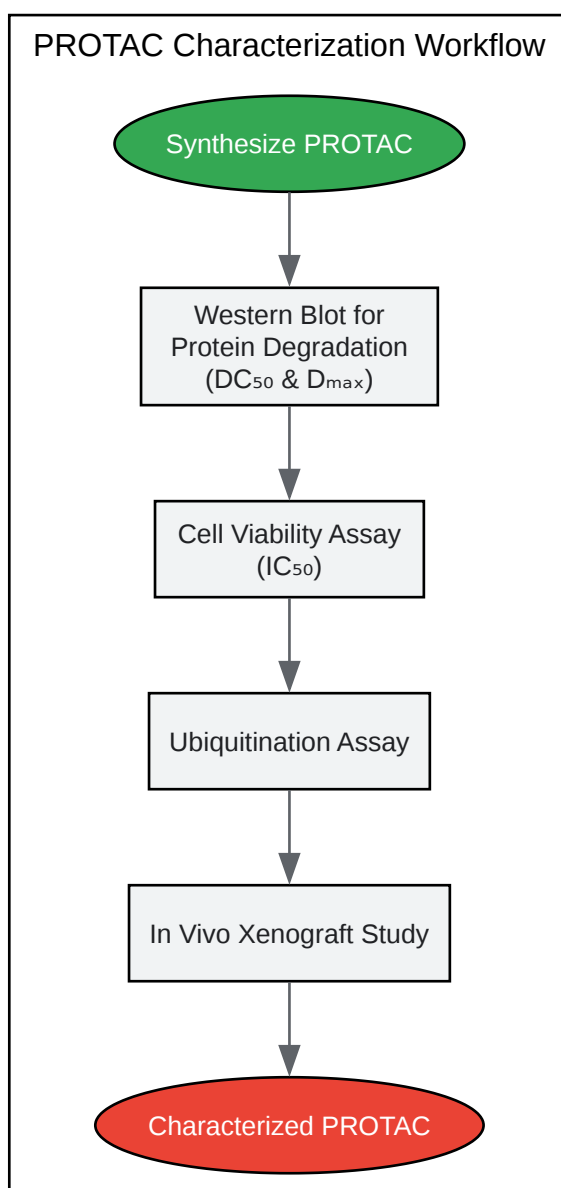 PROTAC Characterization Workflow
Synthesize PROTAC
Western Blot for
Protein Degradation
(DC₅₀ & Dₘₐₓ)
Cell Viability Assay
(IC₅₀)
Ubiquitination Assay
In Vivo Xenograft Study
Characterized PROTAC